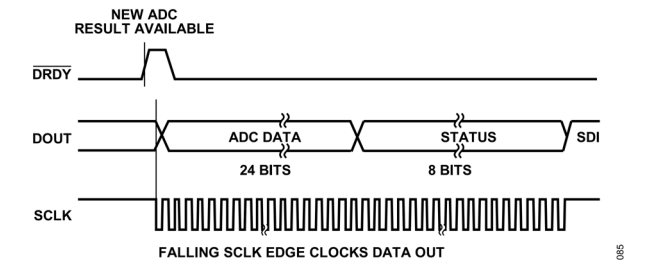 NEW ADC
RESULT AVAILABLE
DRDY
DOUT
ADC DATA
STATUS
SDI
24 BITS
8 BITS
SCLK
FALLING SCLK EDGE CLOCKS DATA OUT
085